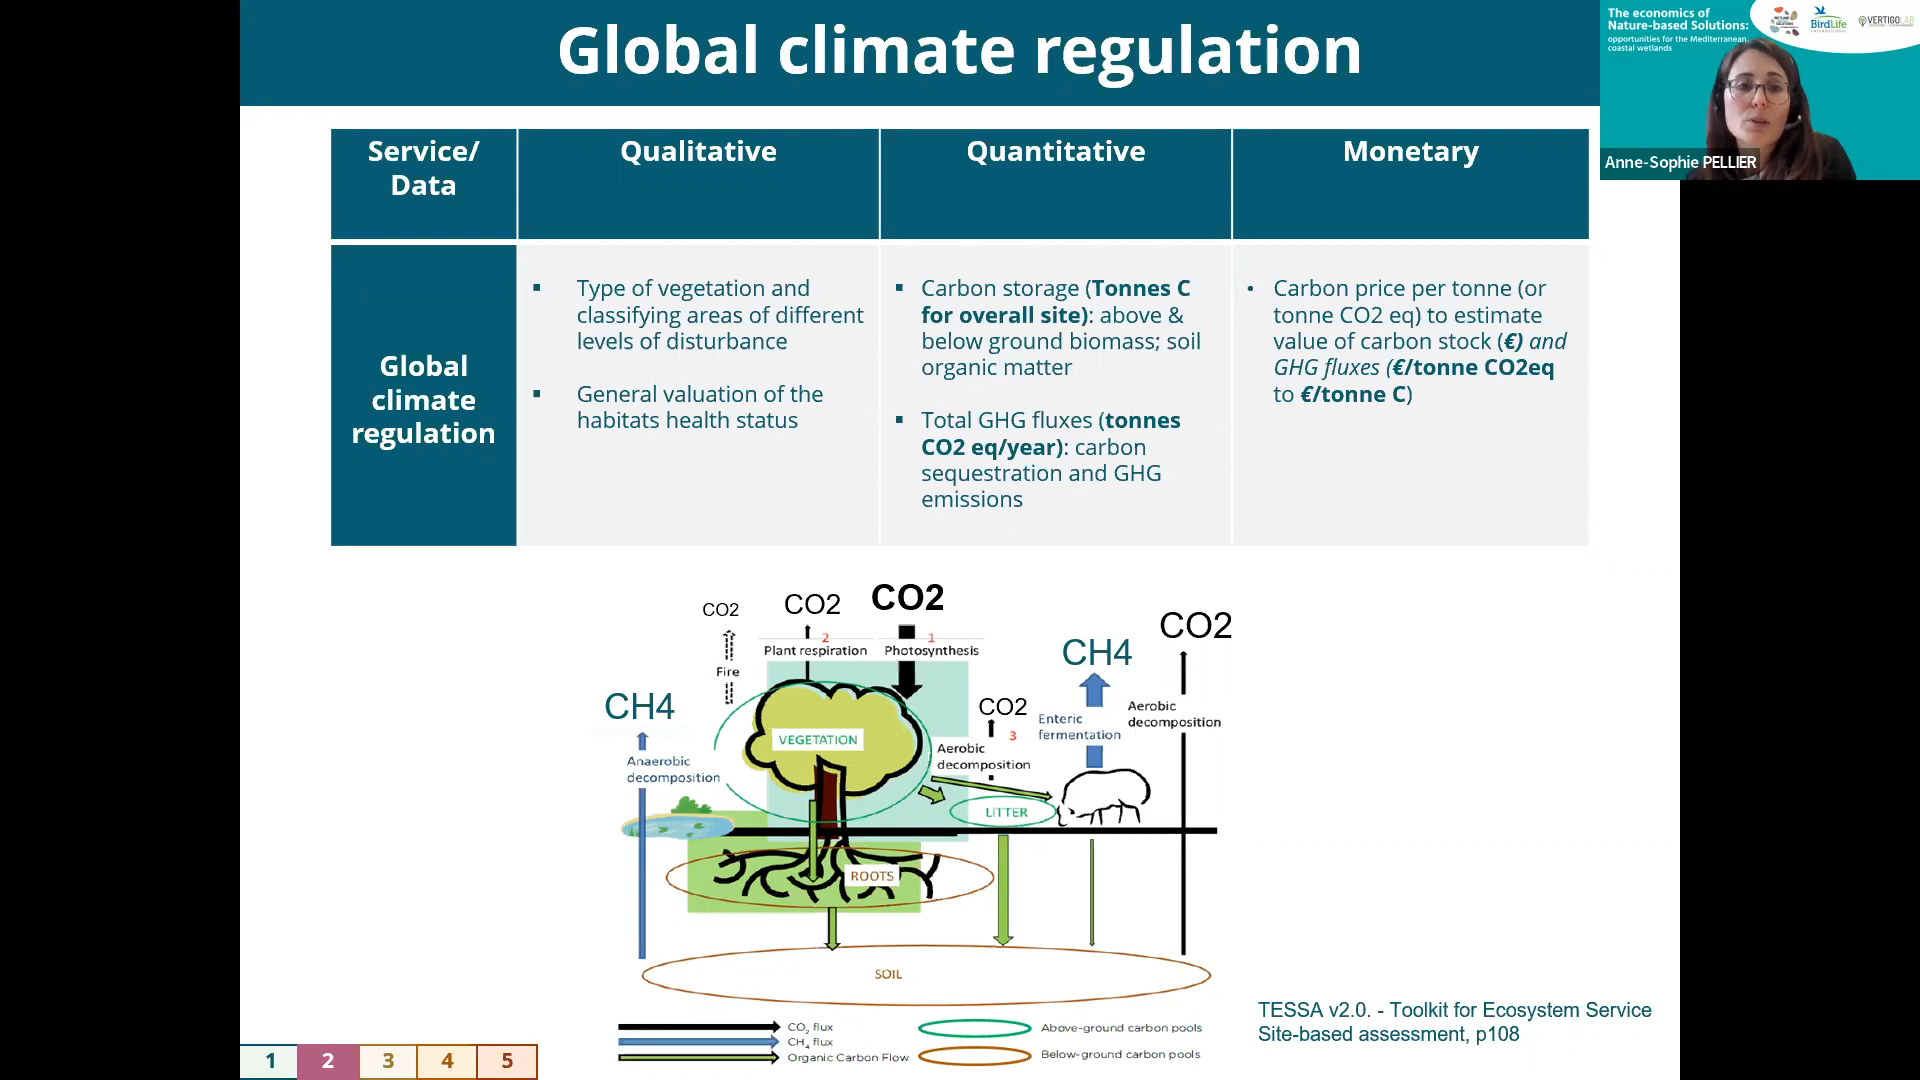 Global climate regulation
The economics of
Nature-based Solutions:
opportunities for the Mediterranean
coastal wetlands
BirdLife
INTERNATIONAL
VERTIGOLAB
Anne-Sophie PELLIER
Service/
Data
Qualitative
Quantitative
Monetary
Global
climate
regulation
▪ Type of vegetation and
classifying areas of different
levels of disturbance
▪ General valuation of the
habitats health status
▪ Carbon storage (Tonnes C
for overall site): above &
below ground biomass; soil
organic matter
▪ Total GHG fluxes (tonnes
CO2 eq/year): carbon
sequestration and GHG
emissions
• Carbon price per tonne (or
tonne CO2 eq) to estimate
value of carbon stock (€) and
GHG fluxes (€/tonne CO2eq
to €/tonne C)
CO2
CO2
CO2
CO2
2
1
Plant respiration
Photosynthesis
CH4
Fire
CH4
CO2
3
Enteric
fermentation
Aerobic
decomposition
VEGETATION
Aerobic
decomposition
Anaerobic
decomposition
LITTER
ROOTS
SOIL
CO2 flux
CH4 flux
Organic Carbon Flow
Above-ground carbon pools
Below-ground carbon pools
TESSA v2.0. - Toolkit for Ecosystem Service
Site-based assessment, p108
1 2 3 4 5